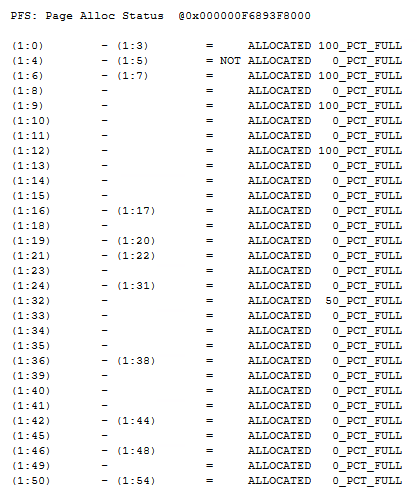 PFS: Page Alloc Status  @0x000000F6893F8000
(1:0)        - (1:3)        =     ALLOCATED 100_PCT_FULL
(1:4)        - (1:5)        = NOT ALLOCATED   0_PCT_FULL
(1:6)        - (1:7)        =     ALLOCATED 100_PCT_FULL
(1:8)        -              =     ALLOCATED   0_PCT_FULL
(1:9)        -              =     ALLOCATED 100_PCT_FULL
(1:10)       -              =     ALLOCATED   0_PCT_FULL
(1:11)       -              =     ALLOCATED   0_PCT_FULL
(1:12)       -              =     ALLOCATED 100_PCT_FULL
(1:13)       -              =     ALLOCATED   0_PCT_FULL
(1:14)       -              =     ALLOCATED   0_PCT_FULL
(1:15)       -              =     ALLOCATED   0_PCT_FULL
(1:16)       - (1:17)       =     ALLOCATED   0_PCT_FULL
(1:18)       -              =     ALLOCATED   0_PCT_FULL
(1:19)       - (1:20)       =     ALLOCATED   0_PCT_FULL
(1:21)       - (1:22)       =     ALLOCATED   0_PCT_FULL
(1:23)       -              =     ALLOCATED   0_PCT_FULL
(1:24)       - (1:31)       =     ALLOCATED   0_PCT_FULL
(1:32)       -              =     ALLOCATED  50_PCT_FULL
(1:33)       -              =     ALLOCATED   0_PCT_FULL
(1:34)       -              =     ALLOCATED   0_PCT_FULL
(1:35)       -              =     ALLOCATED   0_PCT_FULL
(1:36)       - (1:38)       =     ALLOCATED   0_PCT_FULL
(1:39)       -              =     ALLOCATED   0_PCT_FULL
(1:40)       -              =     ALLOCATED   0_PCT_FULL
(1:41)       -              =     ALLOCATED   0_PCT_FULL
(1:42)       - (1:44)       =     ALLOCATED   0_PCT_FULL
(1:45)       -              =     ALLOCATED   0_PCT_FULL
(1:46)       - (1:48)       =     ALLOCATED   0_PCT_FULL
(1:49)       -              =     ALLOCATED   0_PCT_FULL
(1:50)       - (1:54)       =     ALLOCATED   0_PCT_FULL